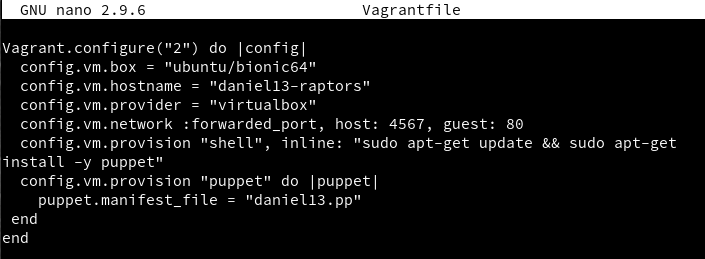 GNU nano 2.9.6 Vagrantfile
Vagrant.configure("2") do |config|
  config.vm.box = "ubuntu/bionic64"
  config.vm.hostname = "daniel13-raptors"
  config.vm.provider = "virtualbox"
  config.vm.network :forwarded_port, host: 4567, guest: 80
  config.vm.provision "shell", inline: "sudo apt-get update && sudo apt-get
install -y puppet"
  config.vm.provision "puppet" do |puppet|
    puppet.manifest_file = "daniel13.pp"
 end
end